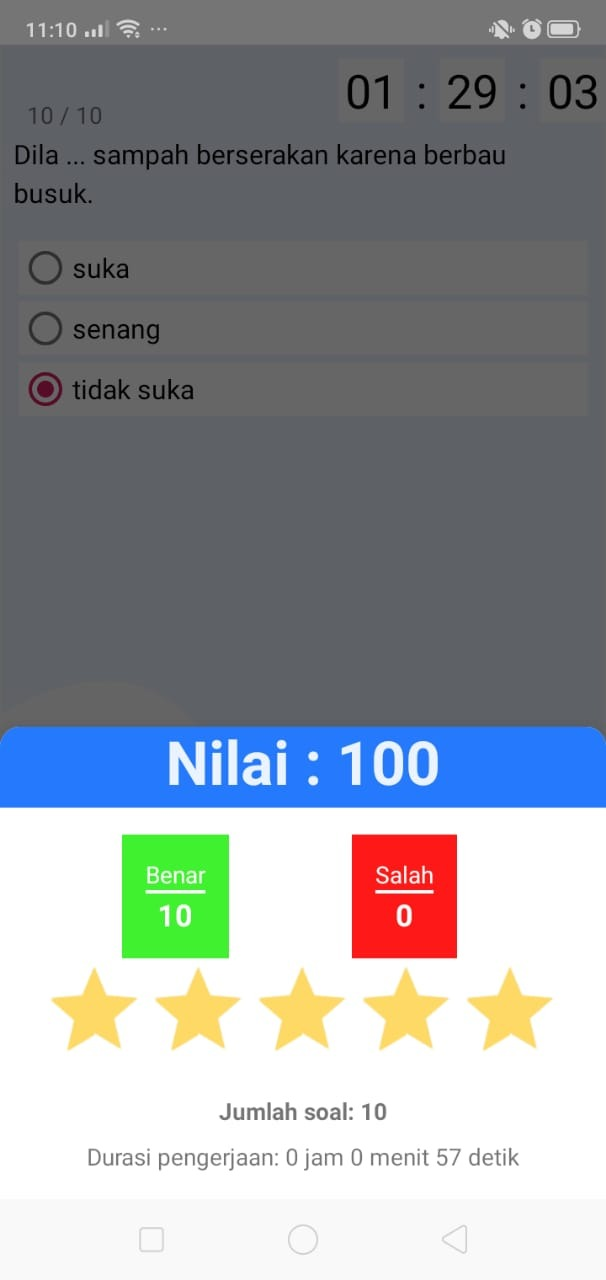 11:10 ...
01 : 29 : 03
10 / 10
Dila ... sampah berserakan karena berbau
busuk.
suka
senang
tidak suka
Nilai : 100
Benar
10
Salah
0
Jumlah soal: 10
Durasi pengerjaan: 0 jam 0 menit 57 detik